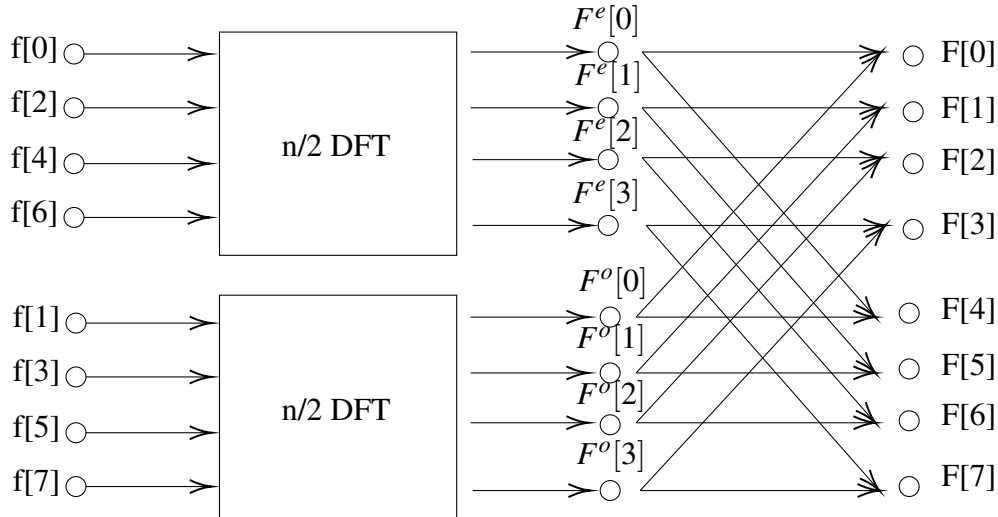 f[0]
f[2]
f[4]
f[6]
n/2 DFT
F^e[0]
F^e[1]
F^e[2]
F^e[3]
F[0]
F[1]
F[2]
F[3]
f[1]
f[3]
f[5]
f[7]
n/2 DFT
F^o[0]
F^o[1]
F^o[2]
F^o[3]
F[4]
F[5]
F[6]
F[7]